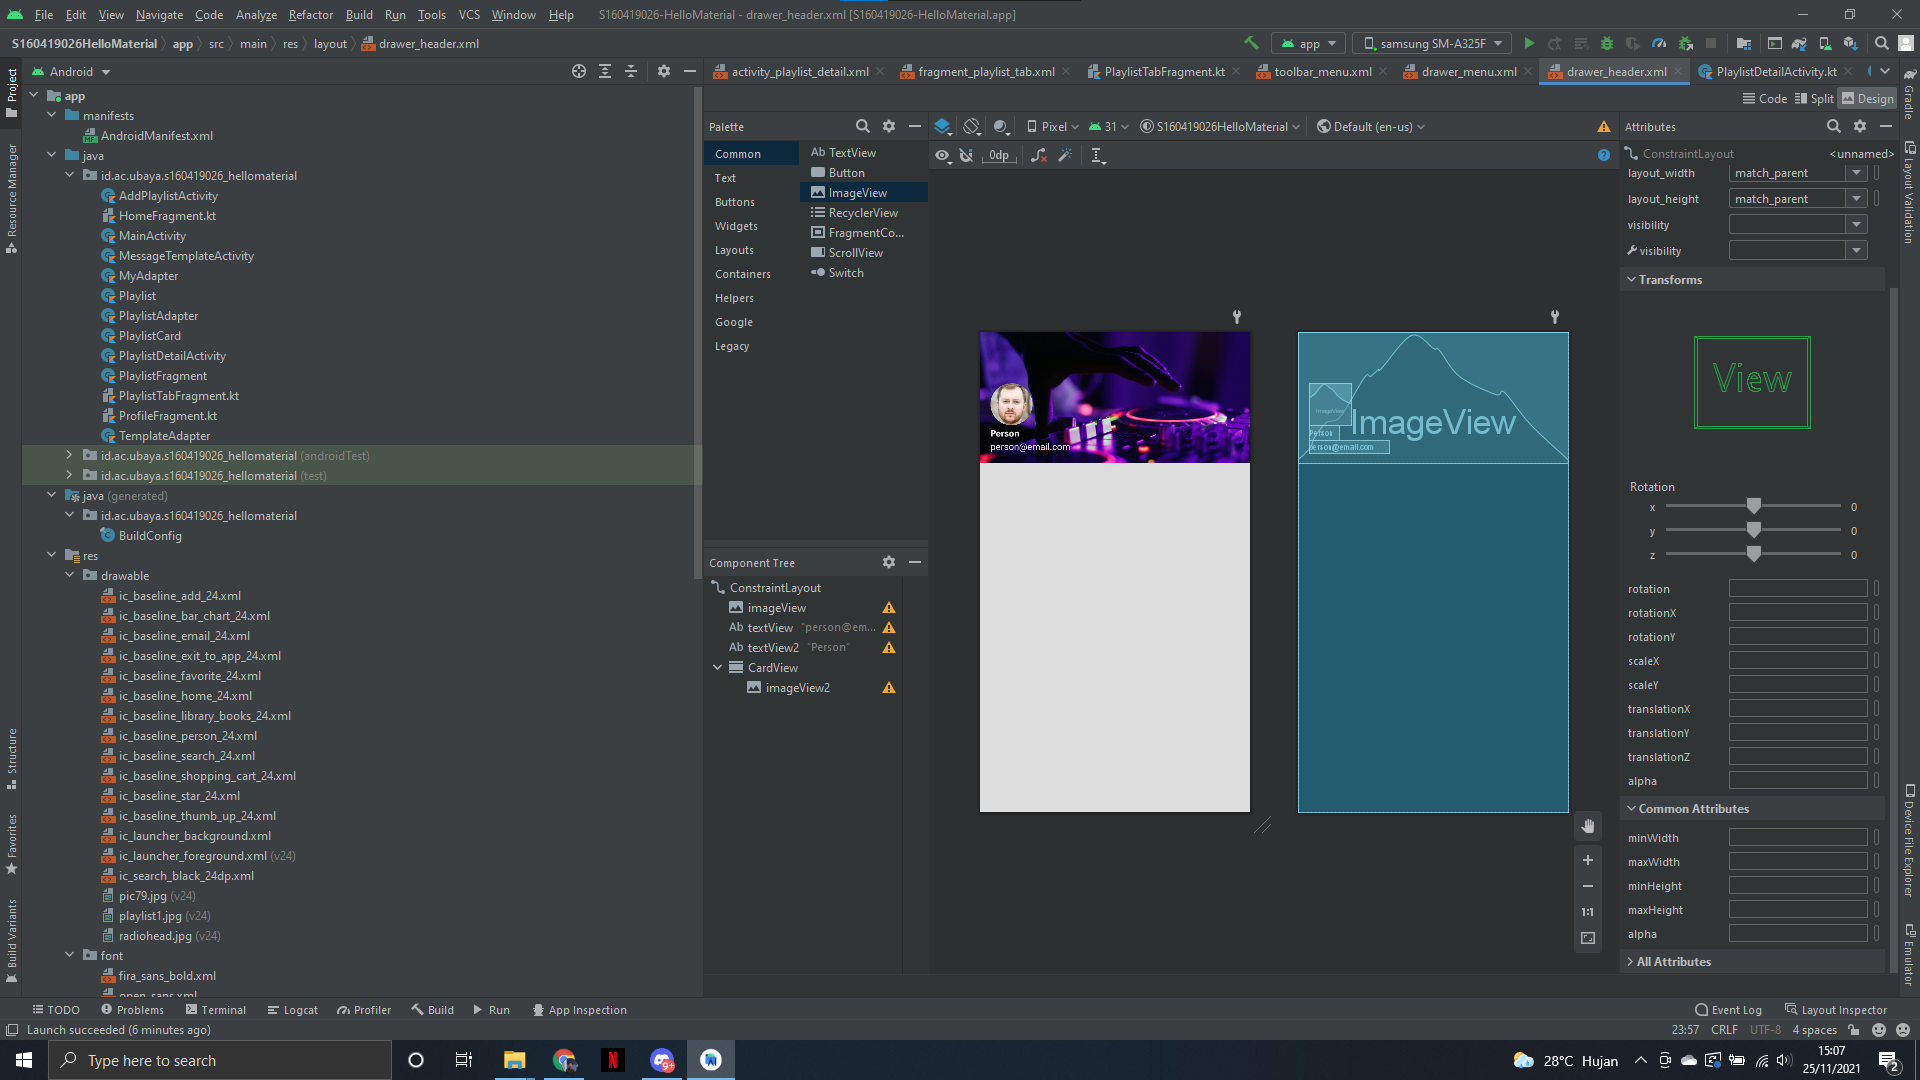 File Edit View Navigate Code Analyze Refactor Build Run Tools VCS Window Help S160419026-HelloMaterial - drawer_header.xml [S160419026-HelloMaterial.app]
S160419026HelloMaterial app src main res layout drawer_header.xml app samsung SM-A325F
Android
activity_playlist_detail.xml fragment_playlist_tab.xml PlaylistTabFragment.kt toolbar_menu.xml drawer_menu.xml drawer_header.xml PlaylistDetailActivity.kt
Code Split Design
Project
Resource Manager
Structure
Favorites
Build Variants
app
manifests
AndroidManifest.xml
java
id.ac.ubaya.s160419026_hellomaterial
AddPlaylistActivity
HomeFragment.kt
MainActivity
MessageTemplateActivity
MyAdapter
Playlist
PlaylistAdapter
PlaylistCard
PlaylistDetailActivity
PlaylistFragment
PlaylistTabFragment.kt
ProfileFragment.kt
TemplateAdapter
id.ac.ubaya.s160419026_hellomaterial (androidTest)
id.ac.ubaya.s160419026_hellomaterial (test)
java (generated)
id.ac.ubaya.s160419026_hellomaterial
BuildConfig
res
drawable
ic_baseline_add_24.xml
ic_baseline_bar_chart_24.xml
ic_baseline_email_24.xml
ic_baseline_exit_to_app_24.xml
ic_baseline_favorite_24.xml
ic_baseline_home_24.xml
ic_baseline_library_books_24.xml
ic_baseline_person_24.xml
ic_baseline_search_24.xml
ic_baseline_shopping_cart_24.xml
ic_baseline_star_24.xml
ic_baseline_thumb_up_24.xml
ic_launcher_background.xml
ic_launcher_foreground.xml (v24)
ic_search_black_24dp.xml
pic79.jpg (v24)
playlist1.jpg (v24)
radiohead.jpg (v24)
font
fira_sans_bold.xml
open_sans.xml
Palette
Common
Text
Buttons
Widgets
Layouts
Containers
Helpers
Google
Legacy
Ab TextView
Button
ImageView
RecyclerView
FragmentCo...
ScrollView
Switch
Component Tree
ConstraintLayout
imageView
Ab textView "person@em...
Ab textView2 "Person"
CardView
imageView2
Pixel 31 S160419026HelloMaterial Default (en-us)
0dp
Person
person@email.com
ImageView
ImageView
Person
person@email.com
1:1
Attributes
ConstraintLayout <unnamed>
layout_width match_parent
layout_height match_parent
visibility
visibility
Transforms
View
Rotation
x 0
y 0
z 0
rotation
rotationX
rotationY
scaleX
scaleY
translationX
translationY
translationZ
alpha
Common Attributes
minWidth
maxWidth
minHeight
maxHeight
alpha
All Attributes
Gradle
Layout Validation
Device File Explorer
Emulator
TODO Problems Terminal Logcat Profiler Build Run App Inspection Event Log Layout Inspector
Launch succeeded (6 minutes ago) 23:57 CRLF UTF-8 4 spaces
Type here to search 9+ 28°C Hujan 15:07
25/11/2021 2